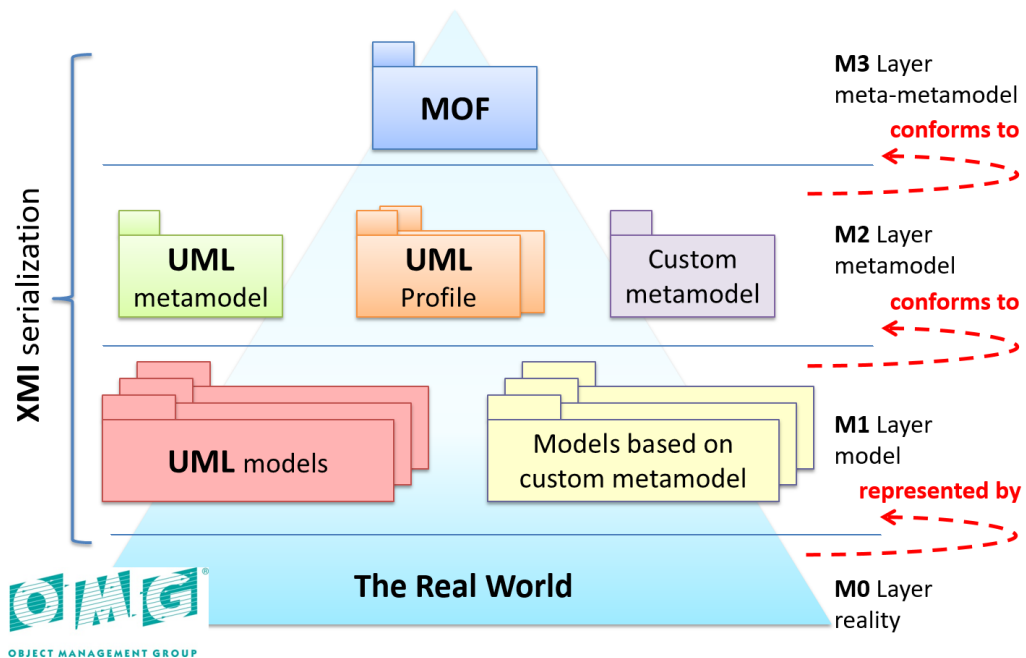 MOF
M3 Layer
meta-metamodel
conforms to
XMI serialization
UML
metamodel
UML
Profile
Custom
metamodel
M2 Layer
metamodel
conforms to
UML models
Models based on
custom metamodel
M1 Layer
model
represented by
The Real World
M0 Layer
reality
OMG®
OBJECT MANAGEMENT GROUP